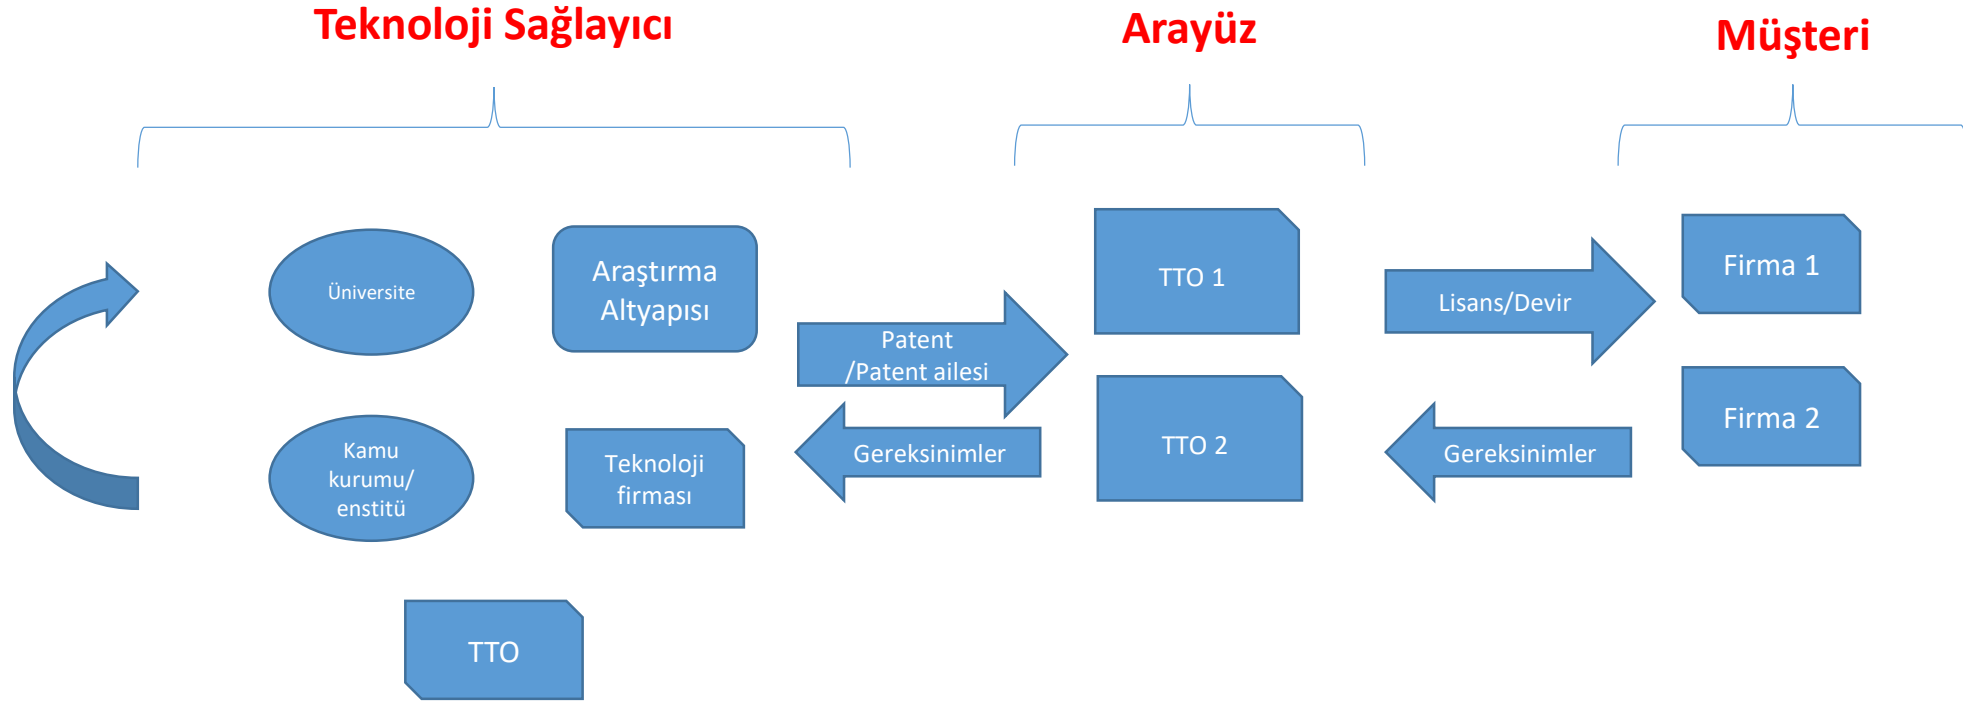 Teknoloji Sağlayıcı
Arayüz
Müşteri
Üniversite
Araştırma
Altyapısı
Patent
/Patent ailesi
TTO 1
Lisans/Devir
Firma 1
Kamu
kurumu/
enstitü
Teknoloji
firması
Gereksinimler
TTO 2
Gereksinimler
Firma 2
TTO